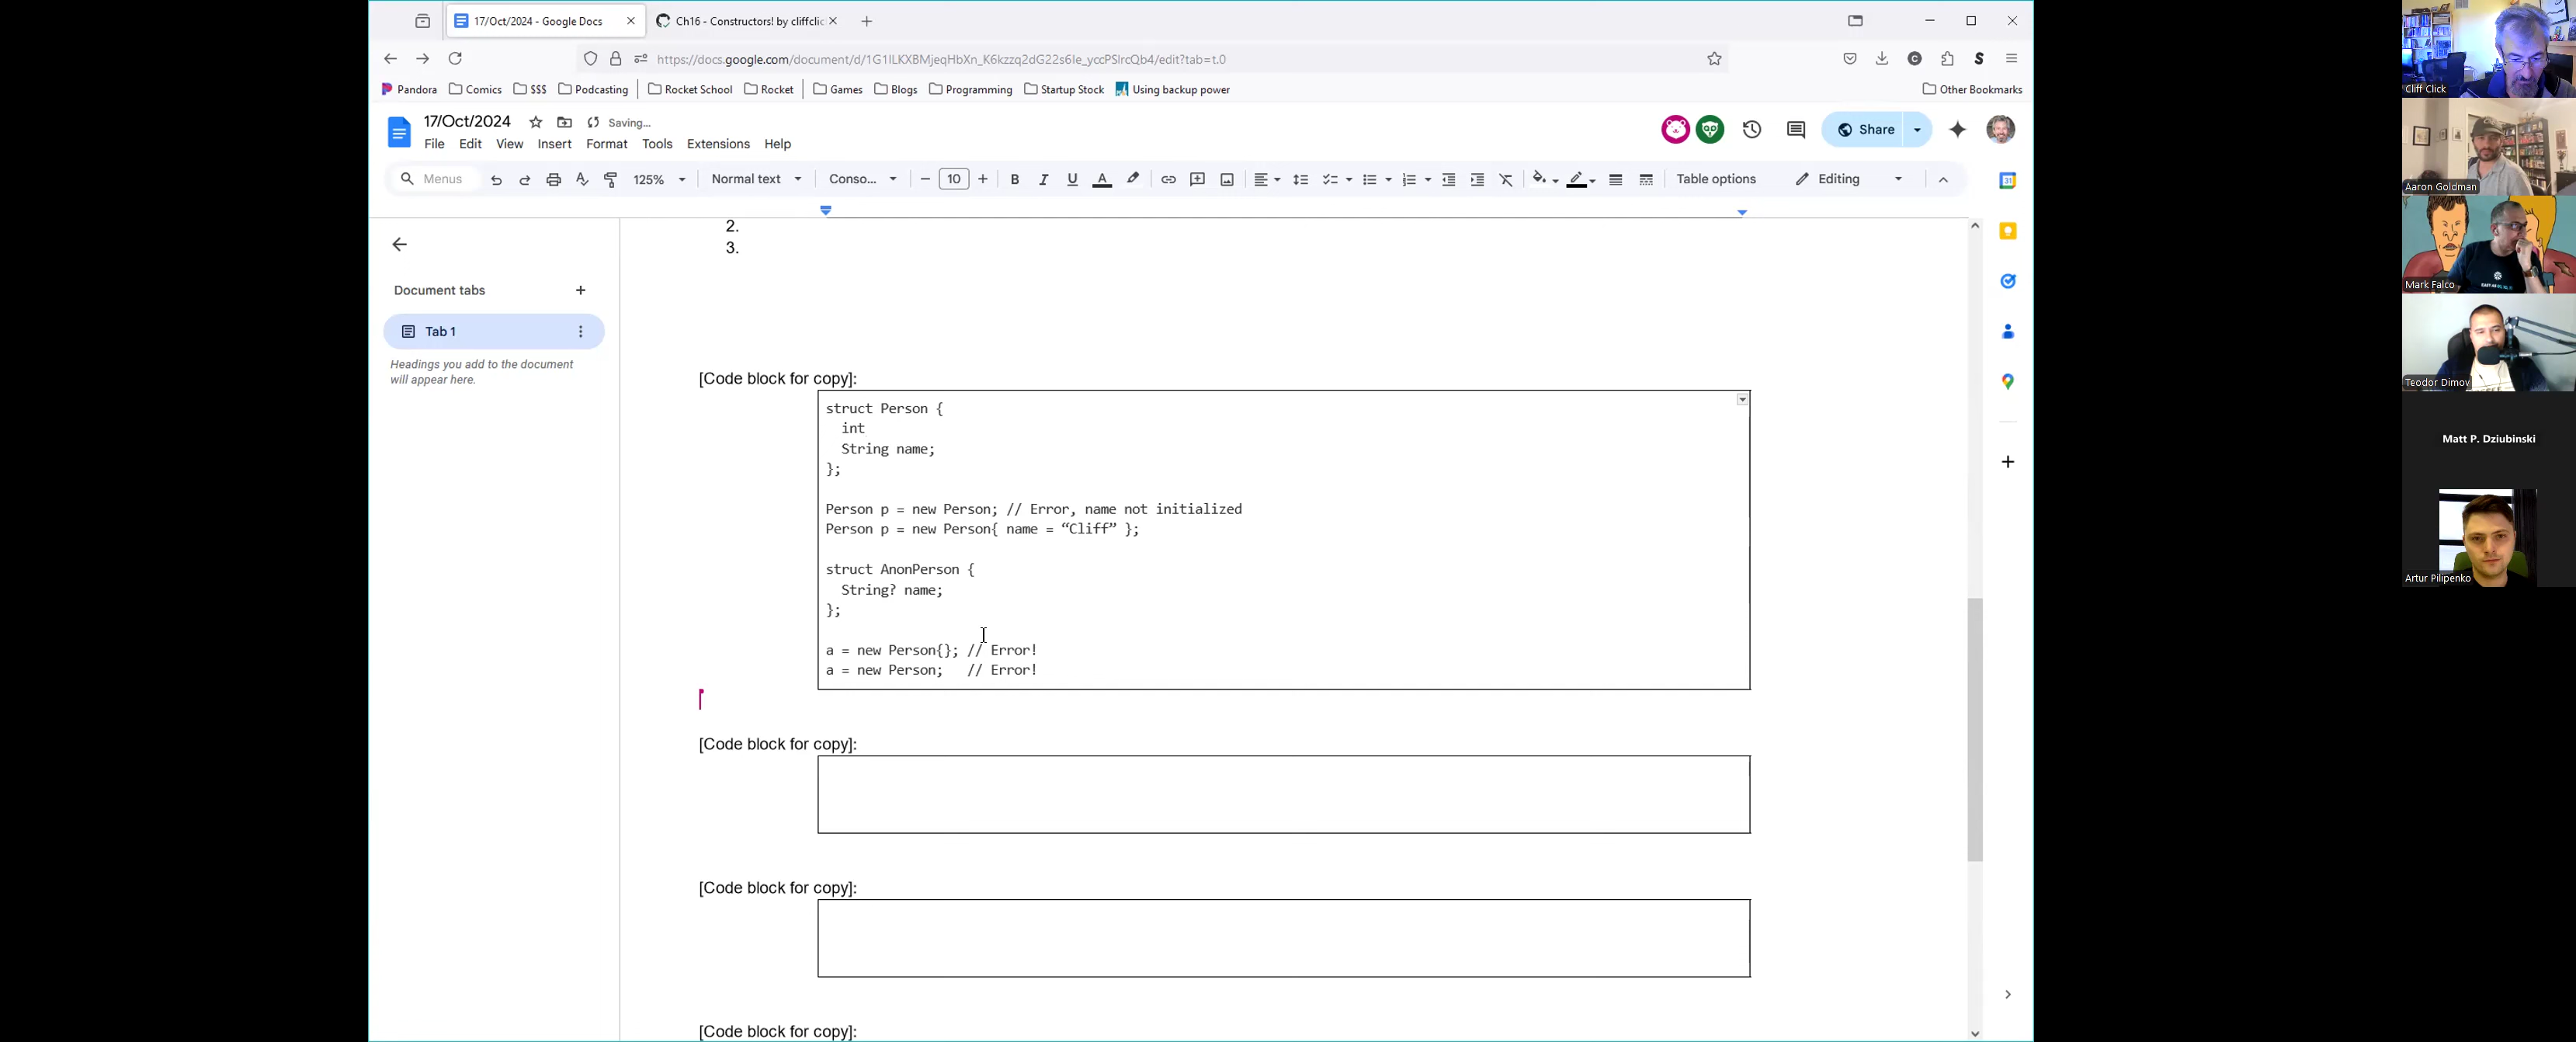 17/Oct/2024 - Google Docs
Ch16 - Constructors! by cliffclic
https://docs.google.com/document/d/1G1ILKXBMjeqHbXn_K6kzzq2dG22s6Ie_yccPSlrcQb4/edit?tab=t.0
Pandora Comics $$$ Podcasting Rocket School Rocket Games Blogs Programming Startup Stock Using backup power Other Bookmarks
17/Oct/2024 Saving...
File Edit View Insert Format Tools Extensions Help
Share
Menus 125% Normal text Conso... 10 Table options Editing
Document tabs
Tab 1
Headings you add to the document
will appear here.
2.
3.
[Code block for copy]:
struct Person {
  int
  String name;
};
Person p = new Person; // Error, name not initialized
Person p = new Person{ name = “Cliff” };
struct AnonPerson {
  String? name;
};
a = new Person{}; // Error!
a = new Person;   // Error!
[Code block for copy]:
[Code block for copy]:
[Code block for copy]:
Cliff Click
Aaron Goldman
Mark Falco
Teodor Dimov
Matt P. Dziubinski
Artur Pilipenko